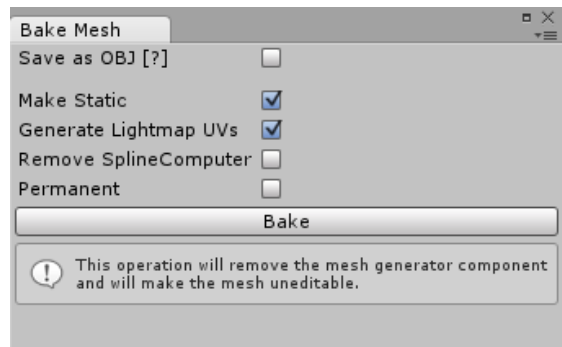 Bake Mesh
Save as OBJ [?]
Make Static
Generate Lightmap UVs
Remove SplineComputer
Permanent
Bake
This operation will remove the mesh generator component
and will make the mesh uneditable.